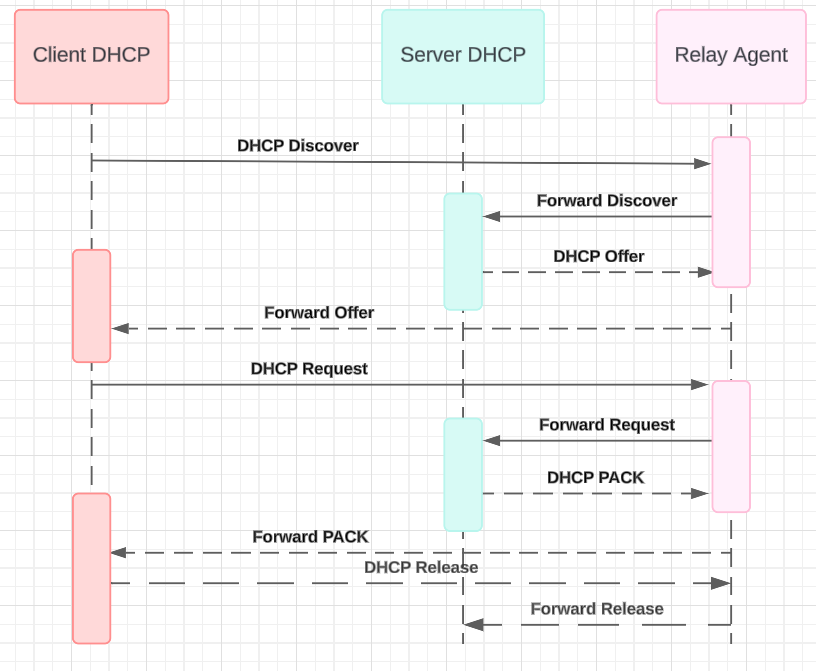 Client DHCP
Server DHCP
Relay Agent
DHCP Discover
Forward Discover
DHCP Offer
Forward Offer
DHCP Request
Forward Request
DHCP PACK
Forward PACK
DHCP Release
Forward Release